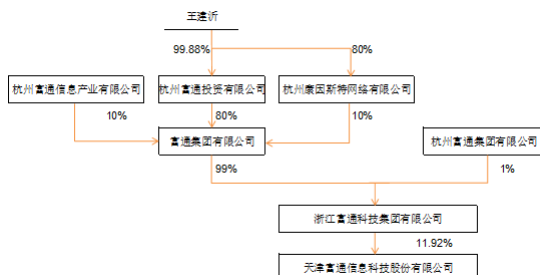 王建沂
99.88%
80%
杭州富通信息产业有限公司
杭州富通投资有限公司
杭州康因斯特网络有限公司
10%
80%
10%
富通集团有限公司
杭州富通集团有限公司
99%
1%
浙江富通科技集团有限公司
11.92%
天津富通信息科技股份有限公司